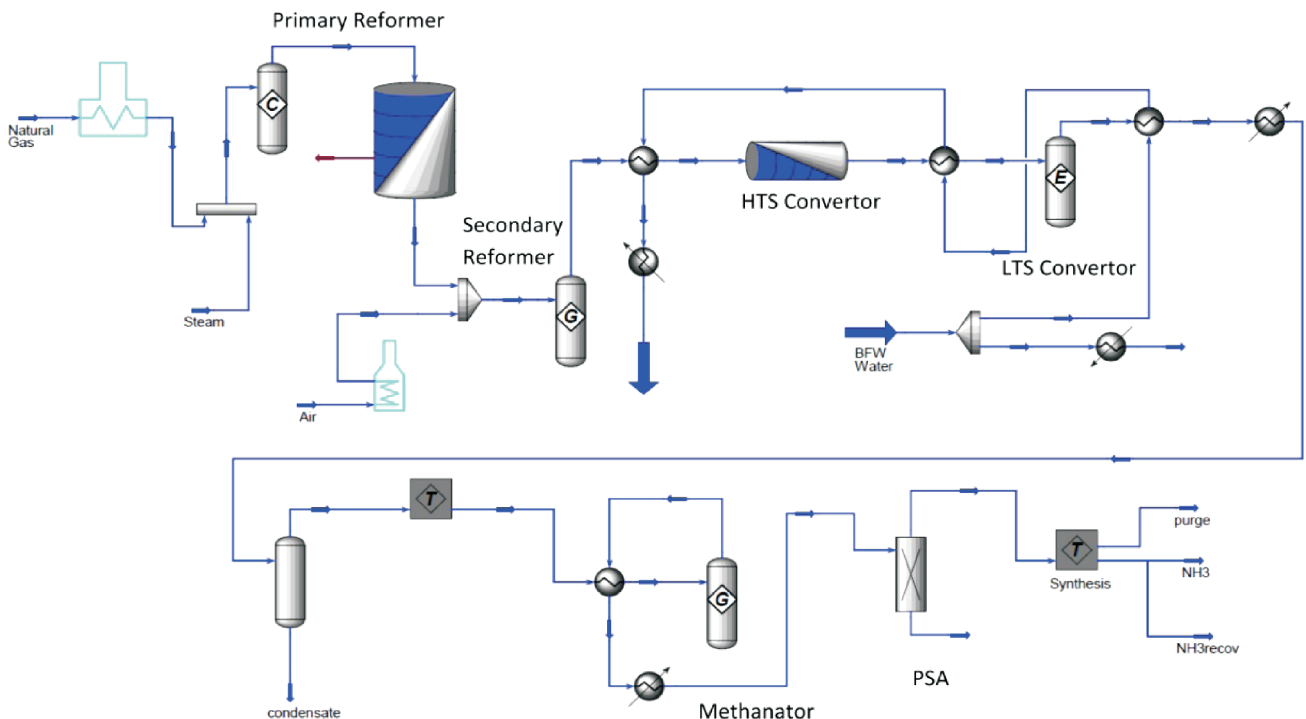 Primary Reformer
Natural
Gas
C
HTS Convertor
E
LTS Convertor
Secondary
Reformer
G
Steam
Air
BFW
Water
T
condensate
G
Methanator
PSA
T
Synthesis
purge
NH3
NH3recov